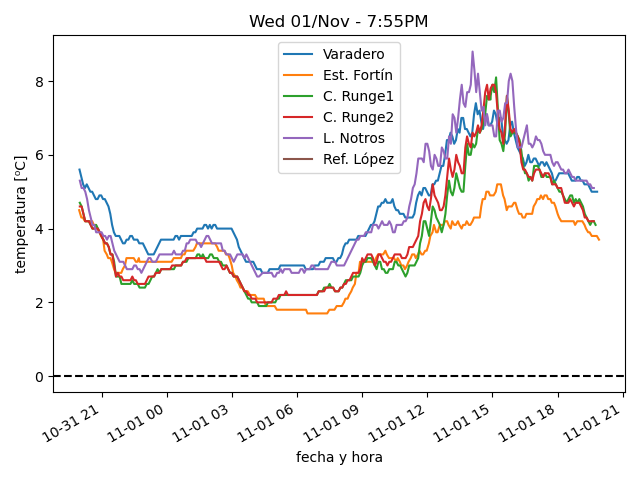 Wed 01/Nov - 7:55PM
Varadero
Est. Fortín
C. Runge1
C. Runge2
L. Notros
Ref. López
temperatura [ºC]
8
6
4
2
0
10-31 21
11-01 00
11-01 03
11-01 06
11-01 09
11-01 12
11-01 15
11-01 18
11-01 21
fecha y hora